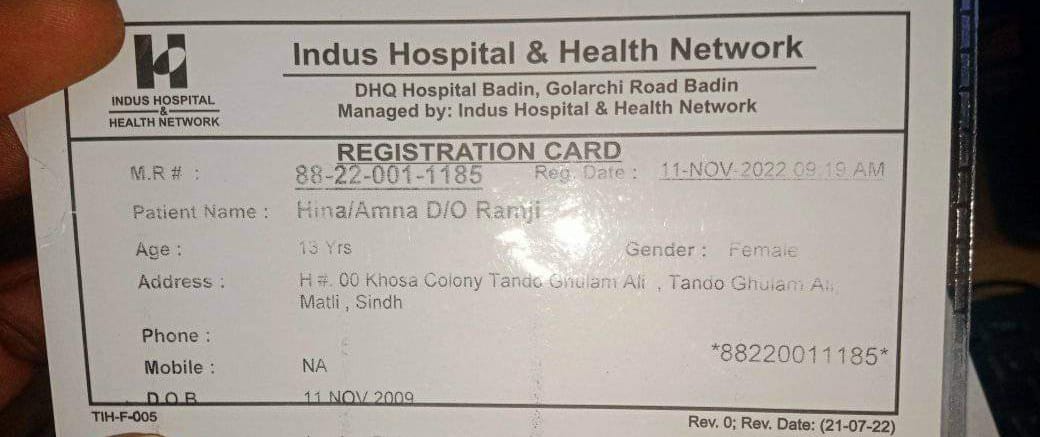 Indus Hospital & Health Network
INDUS HOSPITAL
&
HEALTH NETWORK
DHQ Hospital Badin, Golarchi Road Badin
Managed by: Indus Hospital & Health Network
REGISTRATION CARD
M.R # : 88-22-001-1185 Reg. Date : 11-NOV-2022 09:19 AM
Patient Name : Hina/Amna D/O Ramji
Age : 13 Yrs Gender : Female
Address : H #. 00 Khosa Colony Tando Ghulam Ali , Tando Ghulam Ali,
Matli , Sindh
Phone :
Mobile : NA
*88220011185*
D.O.B 11 NOV 2009
TIH-F-005
Rev. 0; Rev. Date: (21-07-22)